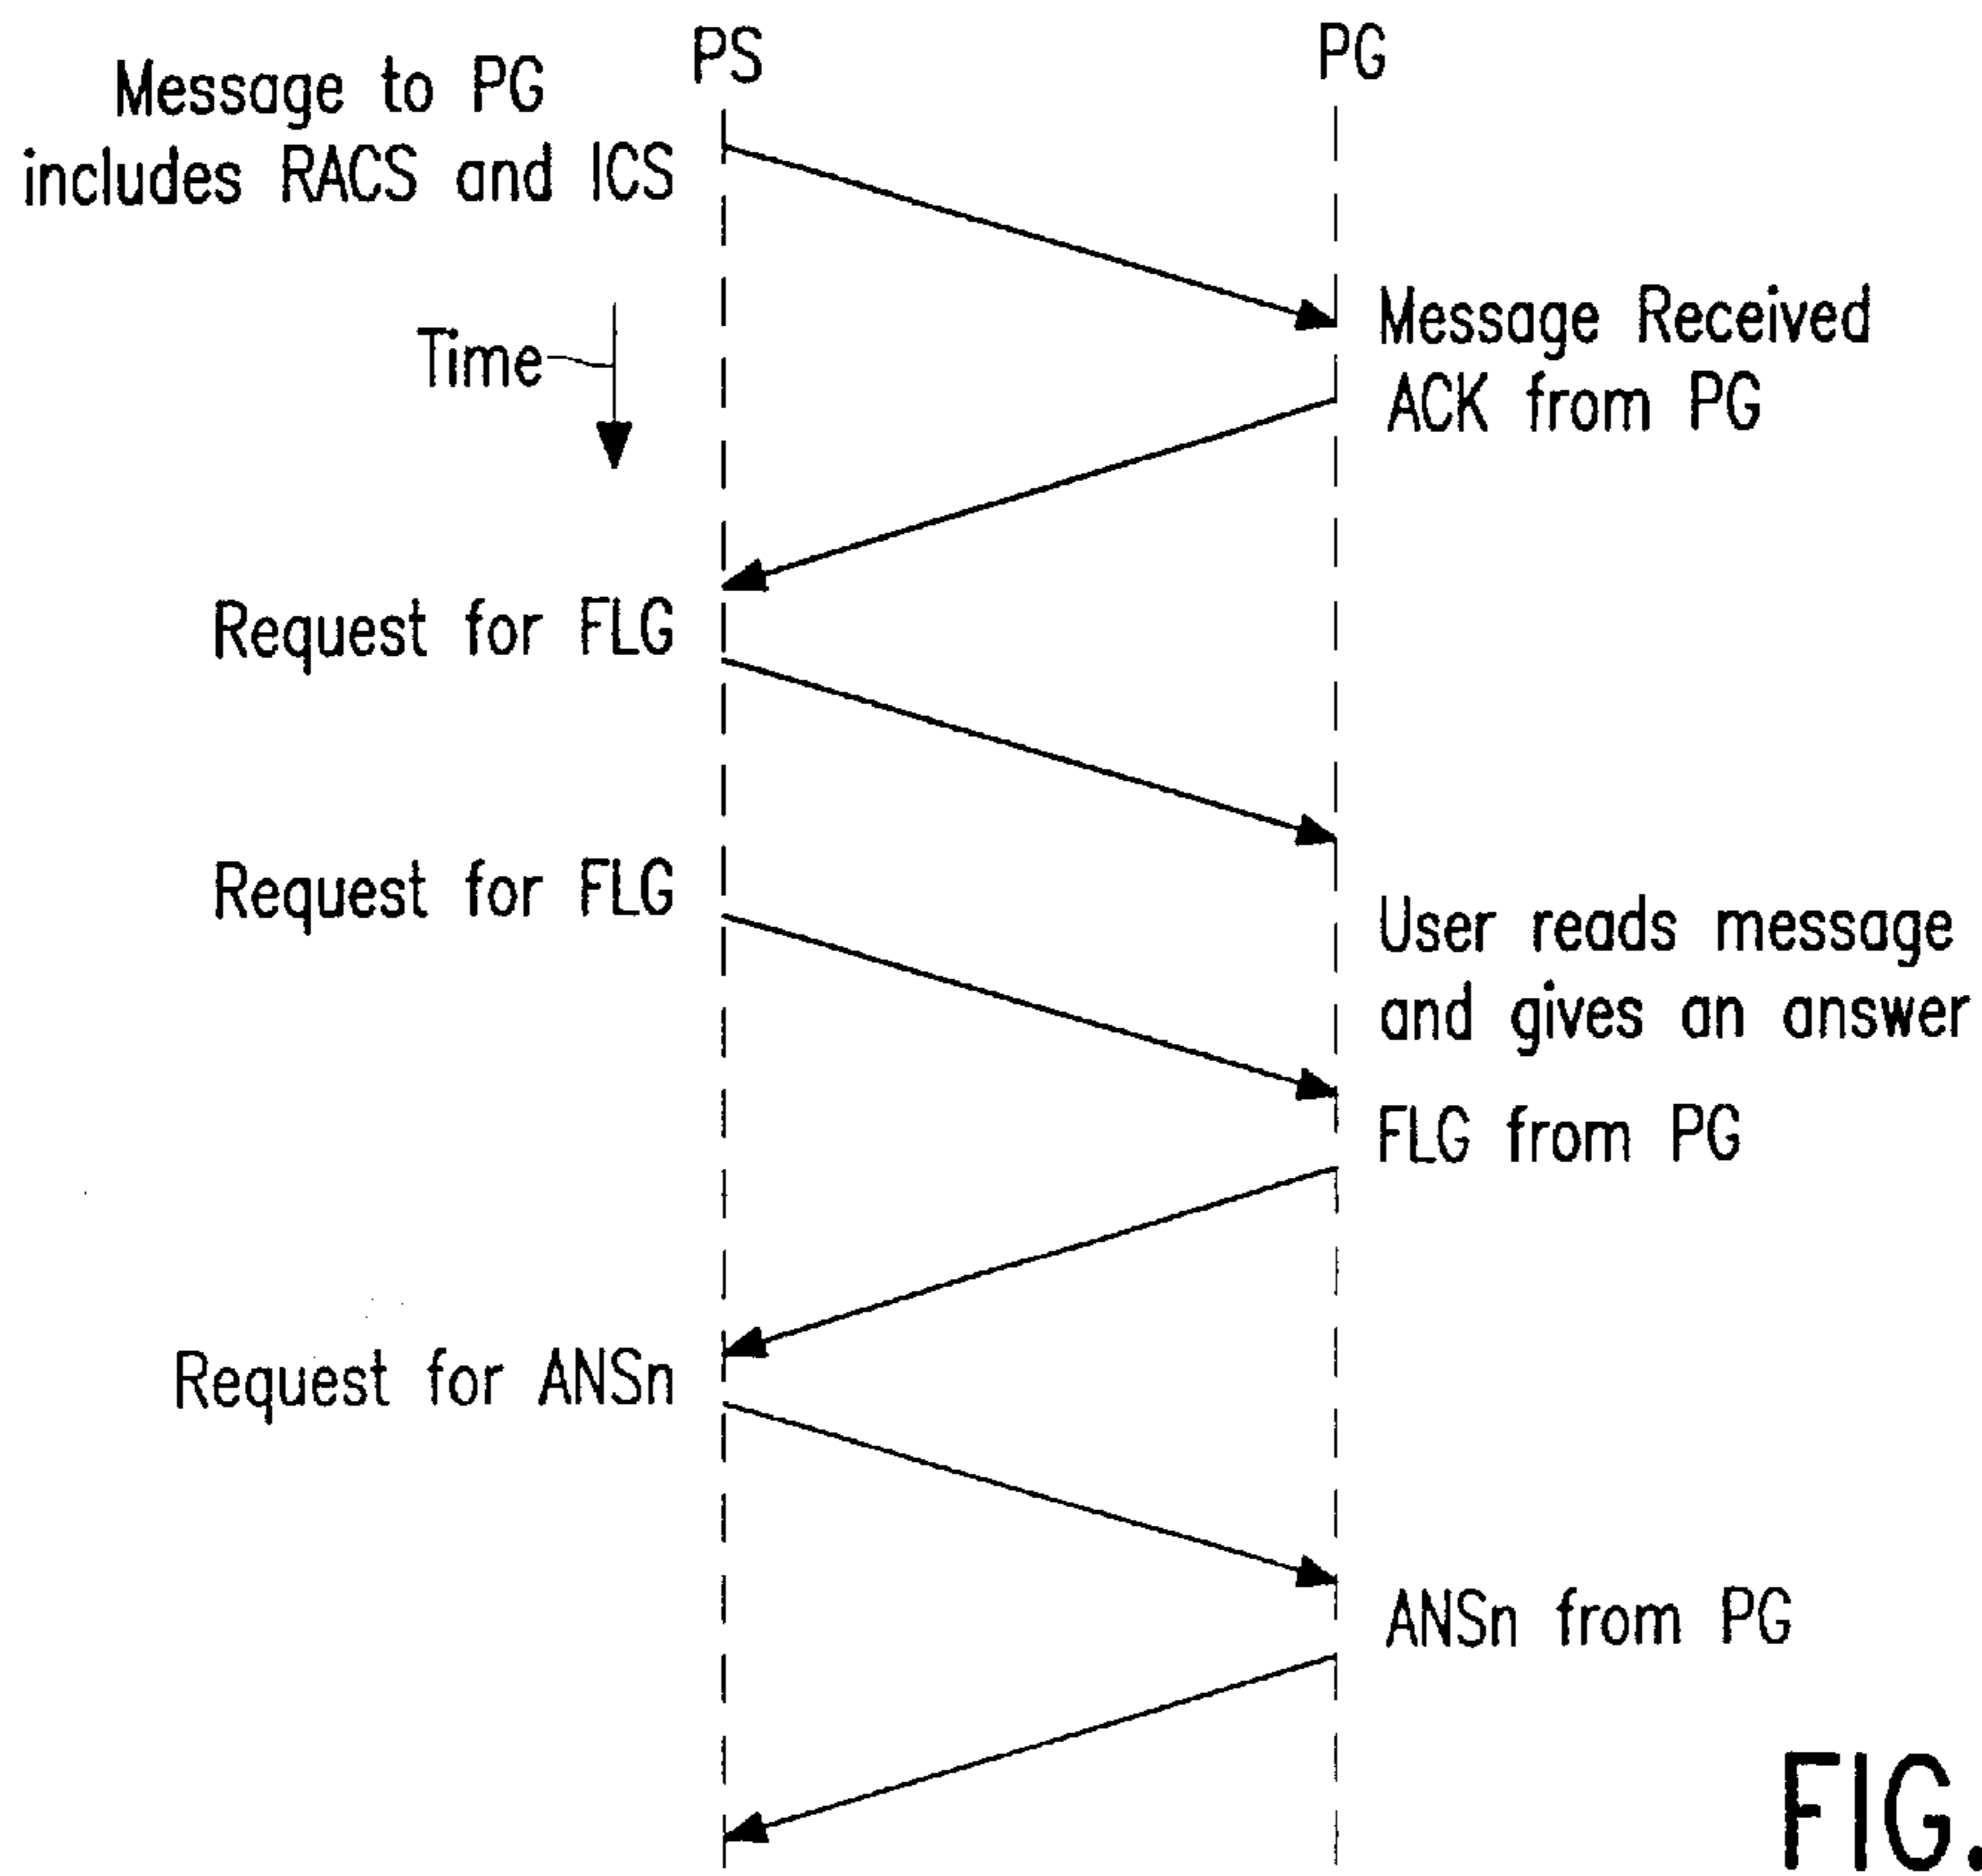 PS
PG
Message to PG
includes RACS and ICS
Time
Message Received
ACK from PG
Request for FLG
Request for FLG
User reads message
and gives an answer
FLG from PG
Request for ANSn
ANSn from PG
FIG.